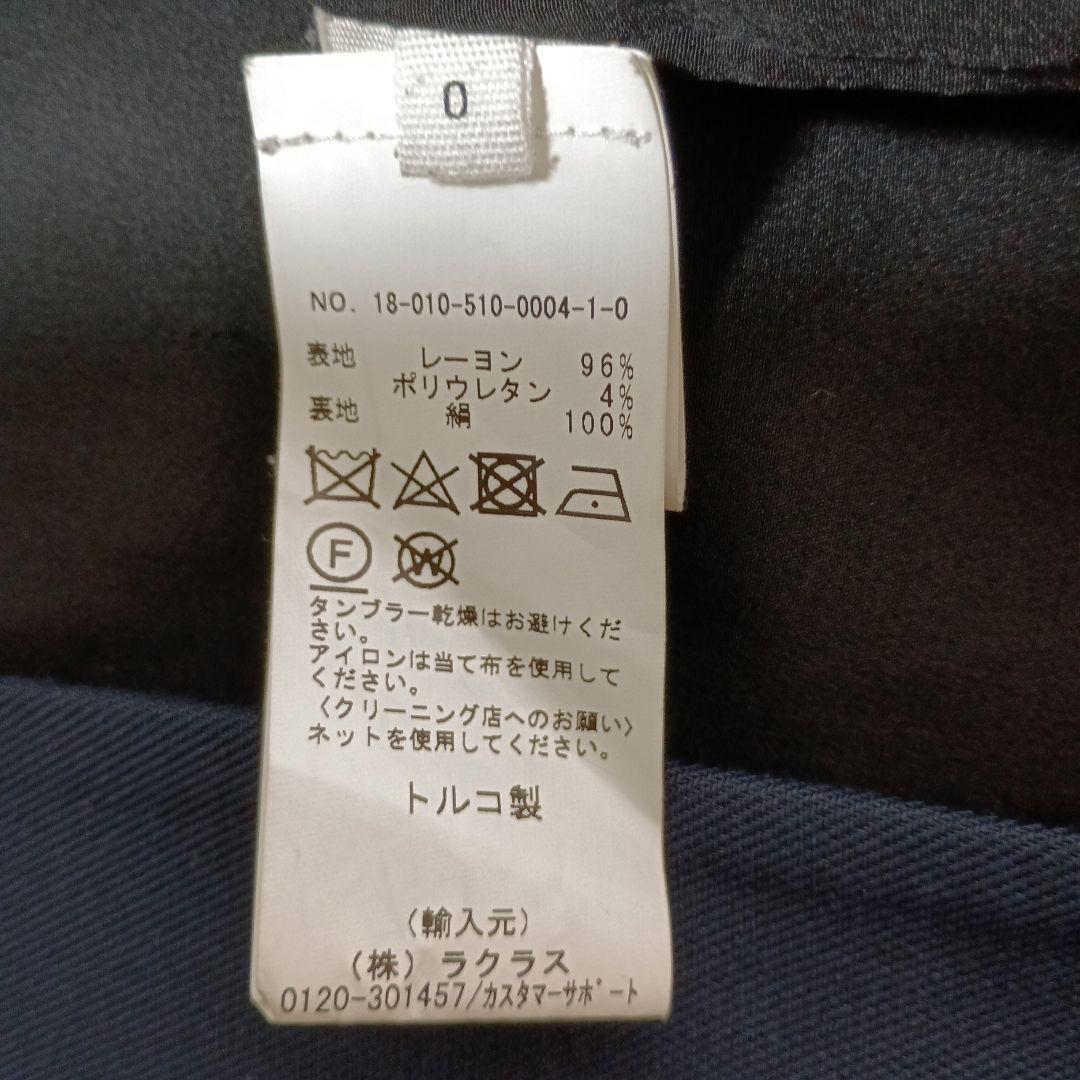 0
NO. 18-010-510-0004-1-0
表地 レーヨン 96%
ポリウレタン 4%
裏地 絹 100%
F W
タンブラー乾燥はお避けくだ
さい。
アイロンは当て布を使用して
ください。
〈クリーニング店へのお願い〉
ネットを使用してください。
トルコ製
(輸入元)
(株) ラクラス
0120-301457/カスタマーサポート